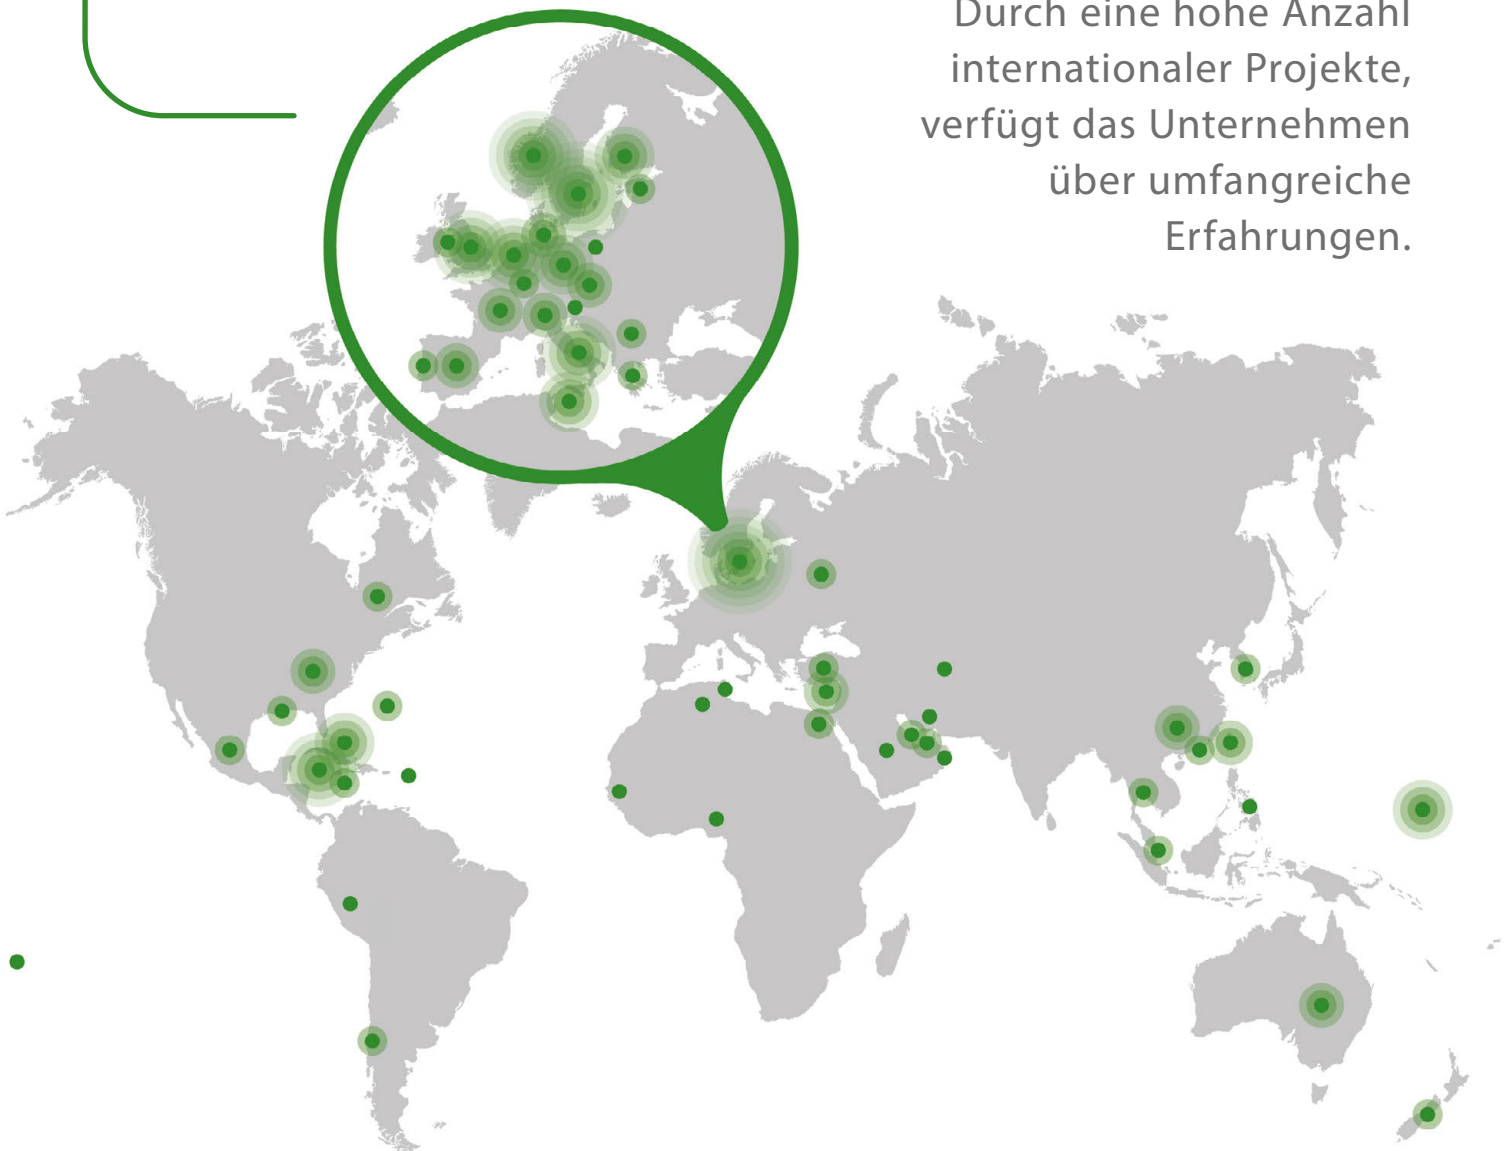 Durch eine hohe Anzahl
internationaler Projekte,
verfügt das Unternehmen
über umfangreiche
Erfahrungen.